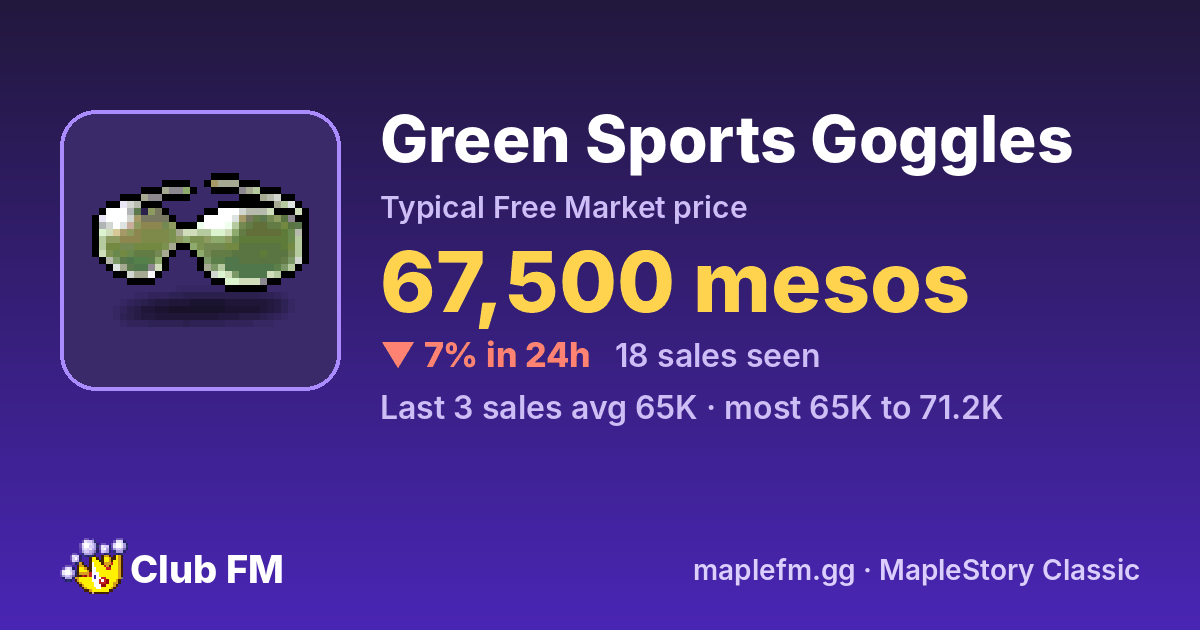 Green Sports Goggles
Typical Free Market price
67,500 mesos
▼ 7% in 24h 18 sales seen
Last 3 sales avg 65K · most 65K to 71.2K
Club FM
maplefm.gg · MapleStory Classic